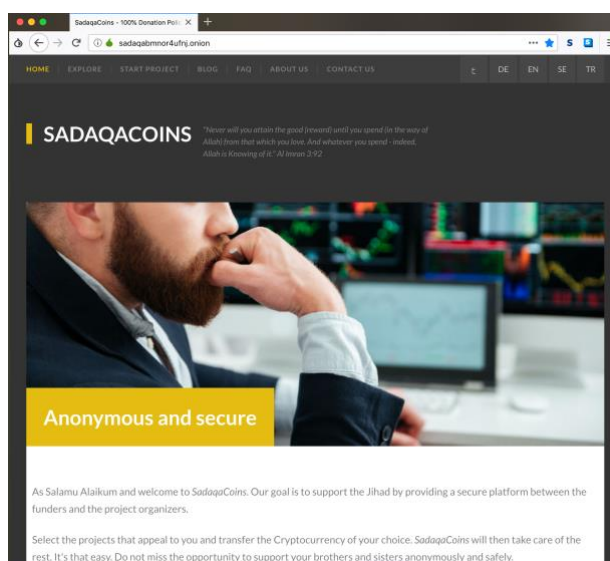 SadaqaCoins - 100% Donation Poli
sadaqabmnor4ufnj.onion
HOME EXPLORE START PROJECT BLOG FAQ ABOUT US CONTACT US DE EN SE TR
SADAQACOINS
"Never will you attain the good (reward) until you spend (in the way of
Allah) from that which you love. And whatever you spend - indeed,
Allah is Knowing of it." Al Imran 3:92
Anonymous and secure
As Salamu Alaikum and welcome to SadaqaCoins. Our goal is to support the Jihad by providing a secure platform between the
funders and the project organizers.
Select the projects that appeal to you and transfer the Cryptocurrency of your choice. SadaqaCoins will then take care of the
rest. It's that easy. Do not miss the opportunity to support your brothers and sisters anonymously and safely.